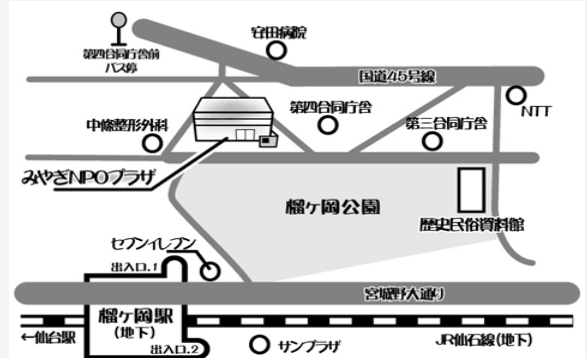 安田病院
第四合同庁舎前
バス停
国道45号線
NTT
第四合同庁舎
第三合同庁舎
中條整形外科
みやぎNPOプラザ
榴ヶ岡公園
歴史民俗資料館
セブンイレブン
出入口.1
宮城野大通り
榴ヶ岡駅
(地下)
←仙台駅
出入口.2
サンプラザ
JR仙石線(地下)